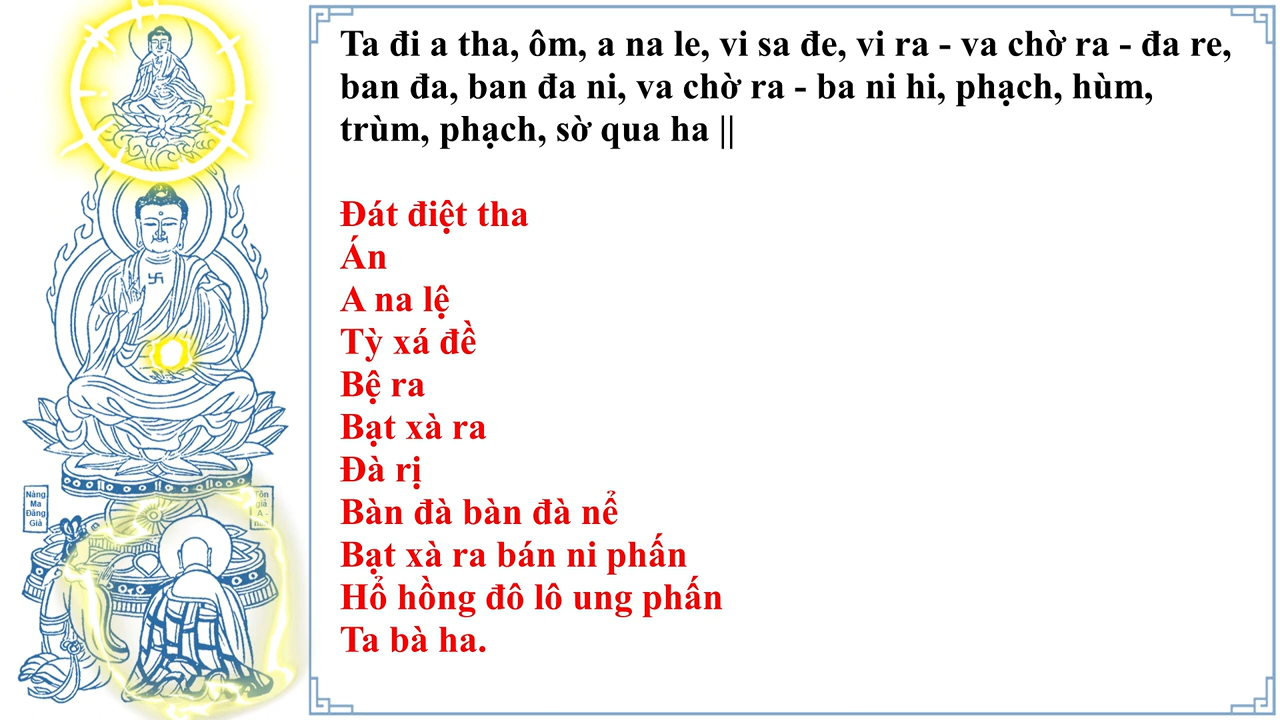 Ta đi a tha, ôm, a na le, vi sa đe, vi ra - va chờ ra - đa re,
ban đa, ban đa ni, va chờ ra - ba ni hi, phạch, hùm,
trùm, phạch, sờ qua ha ||
Đát điệt tha
Án
A na lệ
Tỳ xá đề
Bệ ra
Bạt xà ra
Đà rị
Bàn đà bàn đà nể
Bạt xà ra bán ni phấn
Hổ hồng đô lô ung phấn
Ta bà ha.
Nàng
Ma
Đăng
Già
Tôn
giả
A -
nan